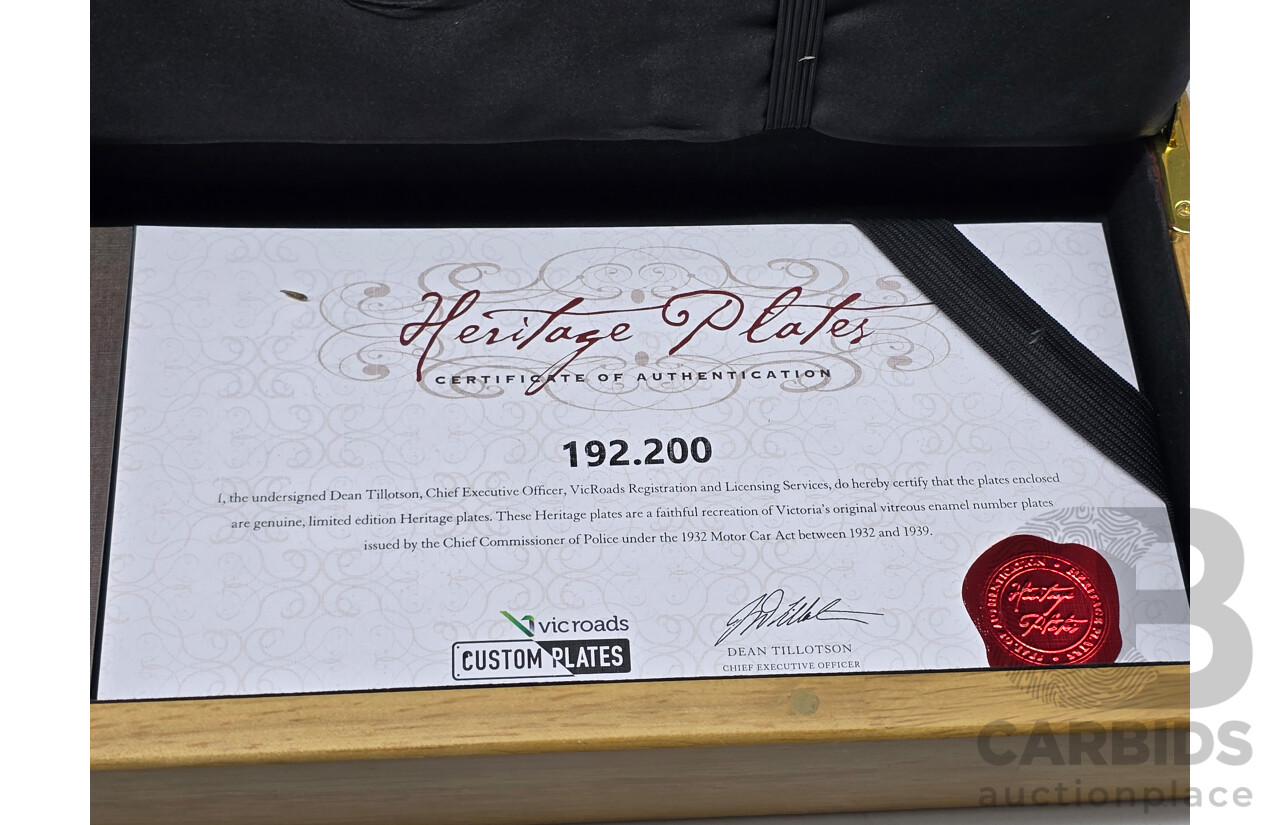 Heritage Plates
CERTIFICATE OF AUTHENTICATION
192.200
I, the undersigned Dean Tillotson, Chief Executive Officer, VicRoads Registration and Licensing Services, do hereby certify that the plates enclosed
are genuine, limited edition Heritage plates. These Heritage plates are a faithful recreation of Victoria's original vitreous enamel number plates
issued by the Chief Commissioner of Police under the 1932 Motor Car Act between 1932 and 1939.
vicroads
CUSTOM PLATES
DEAN TILLOTSON
CHIEF EXECUTIVE OFFICER
Heritage
Plates
B
CARBIDS
auctionplace